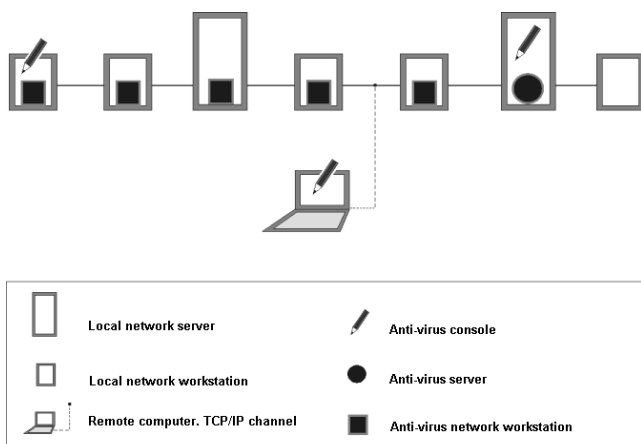 Local network server
Anti-virus console
Local network workstation
Anti-virus server
Remote computer. TCP/IP channel
Anti-virus network workstation